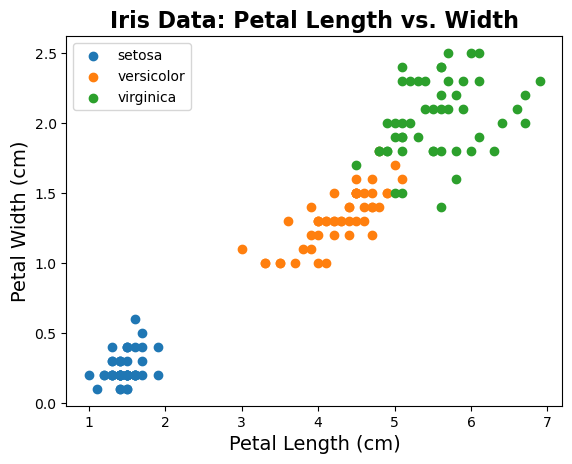 Iris Data: Petal Length vs. Width
setosa
versicolor
virginica
Petal Width (cm)
2.5
2.0
1.5
1.0
0.5
0.0
1 2 3 4 5 6 7
Petal Length (cm)